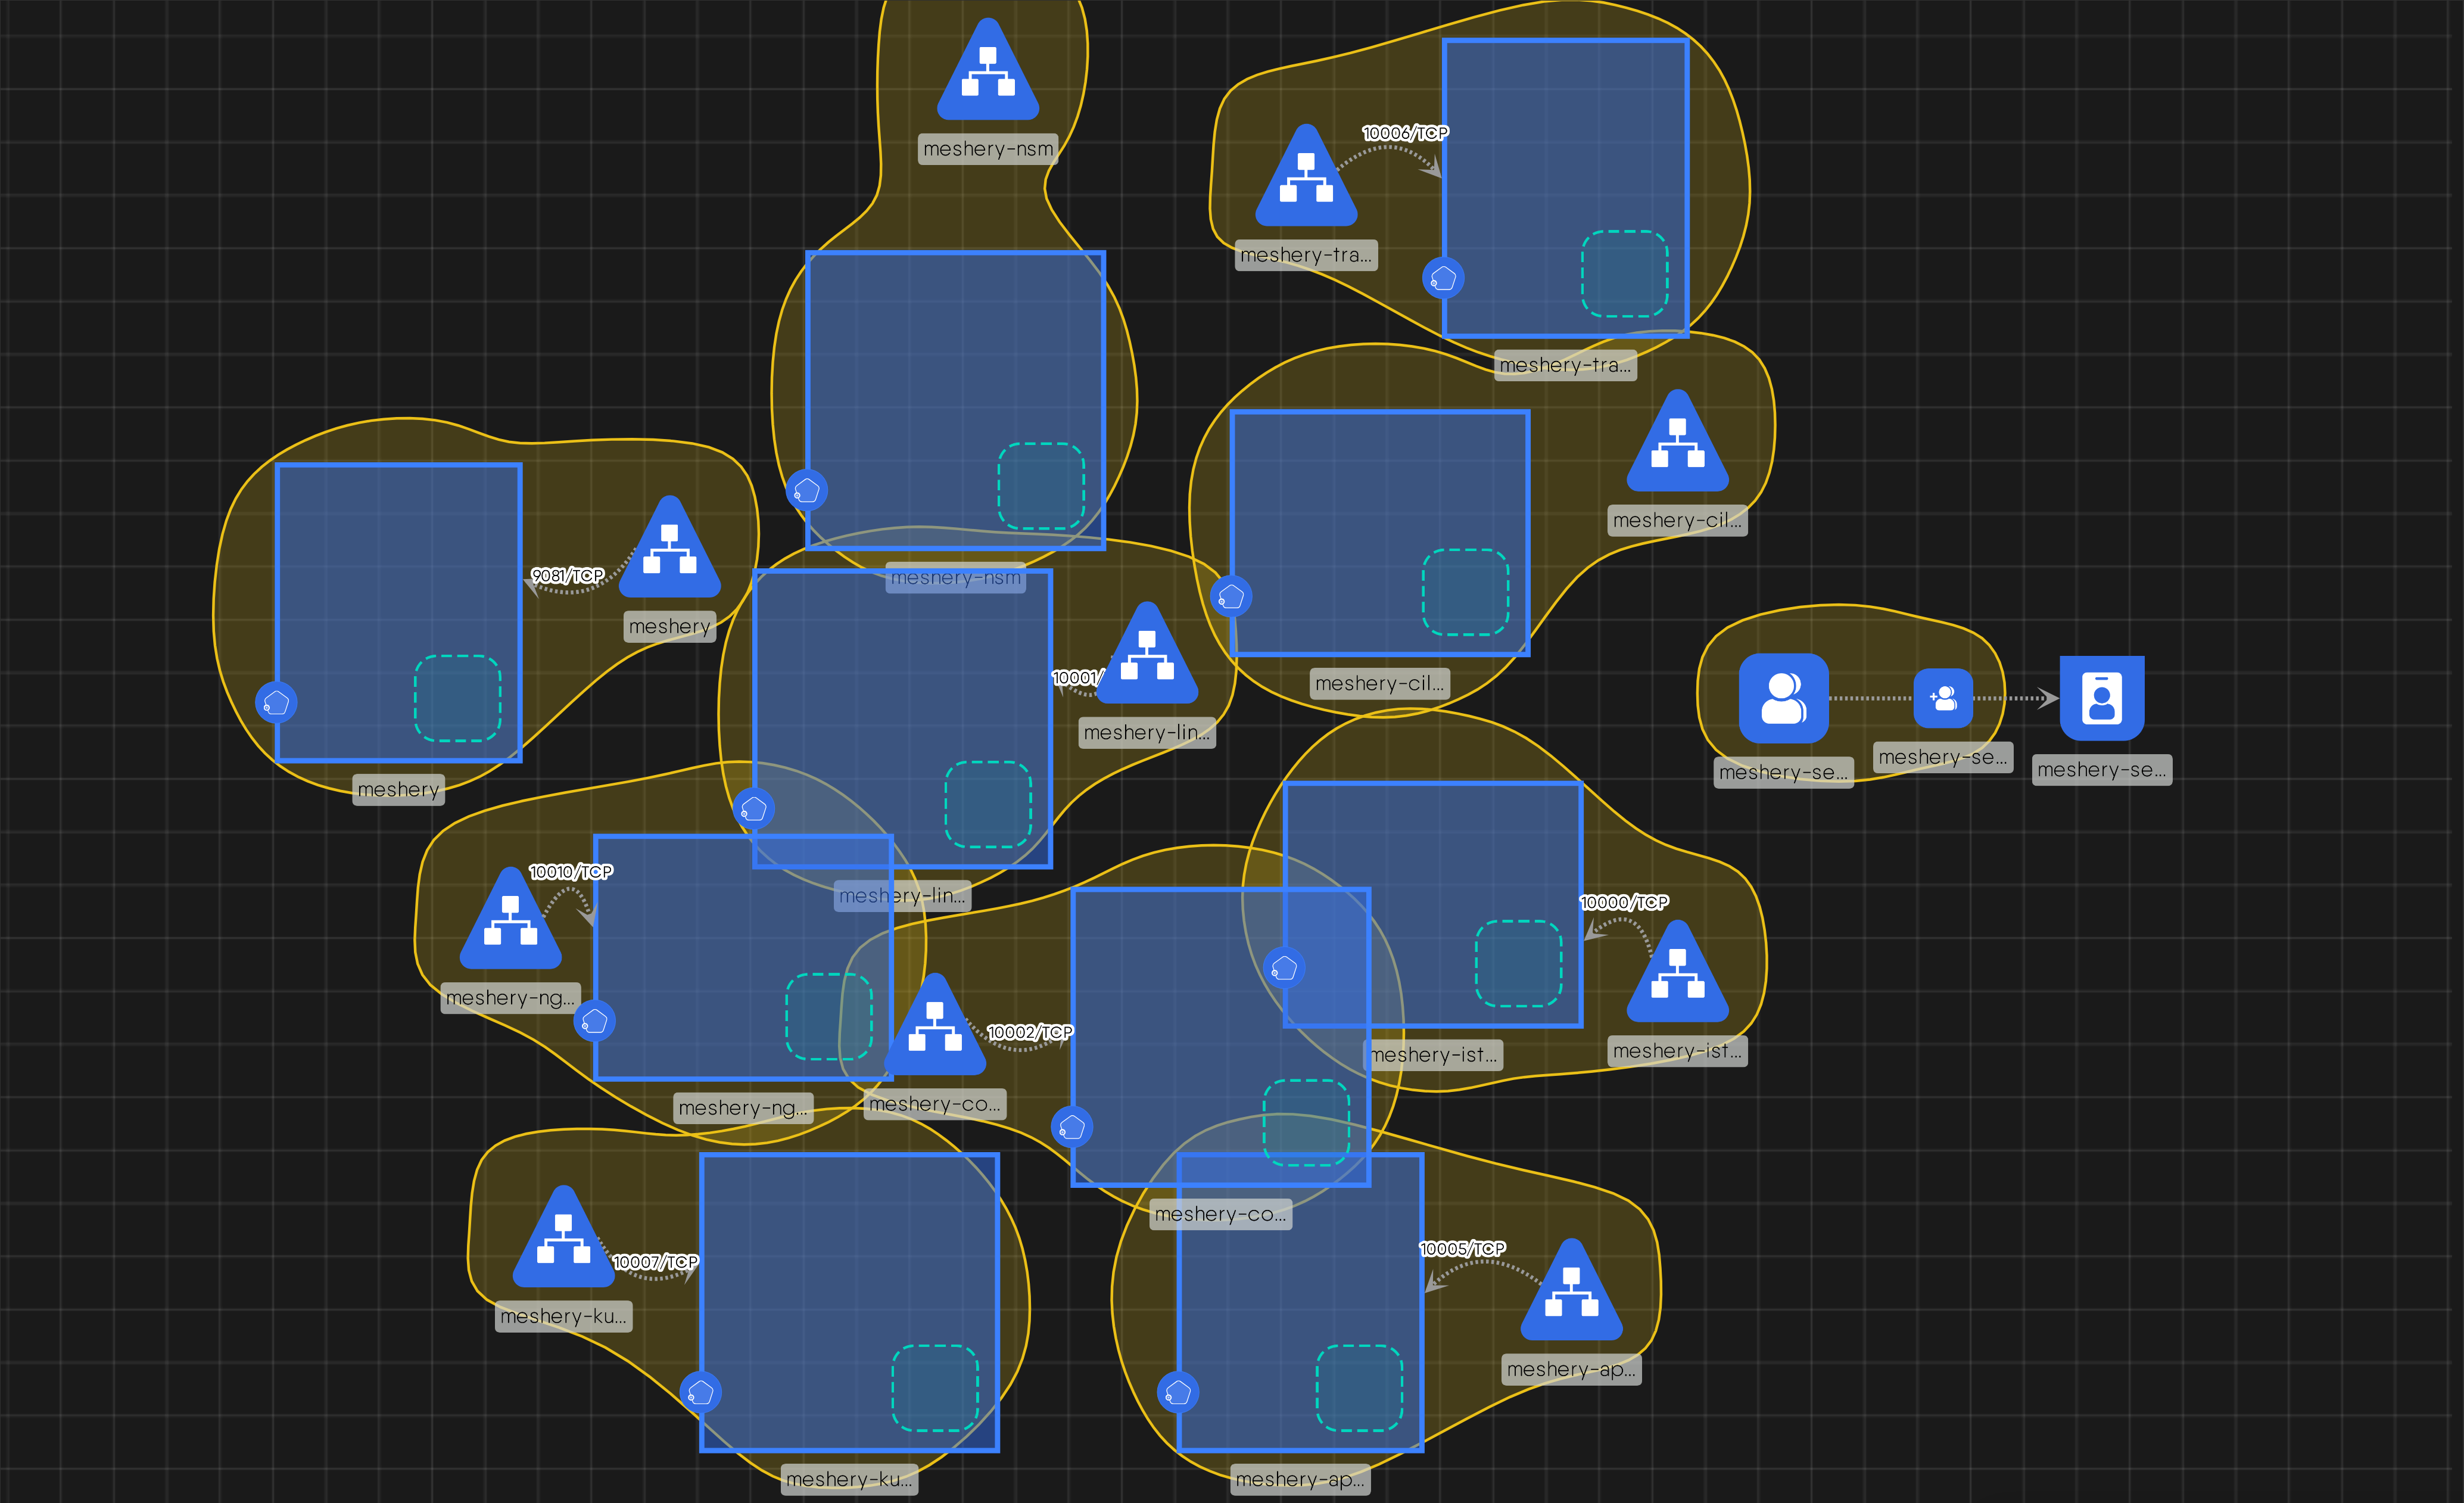 meshery-nsm
10006/TCP
meshery-tra...
meshery-tra...
meshery-cil...
9081/TCP
meshery-nsm
meshery
10001/
meshery-cil...
meshery-lin...
meshery-se...
meshery-se...
meshery-se...
meshery
10010/TCP
meshery-lin...
10000/TCP
meshery-ng...
10002/TCP
meshery-ist...
meshery-ist...
meshery-ng...
meshery-co...
meshery-co...
10007/TCP
10005/TCP
meshery-ku...
meshery-ap...
meshery-ku...
meshery-ap...